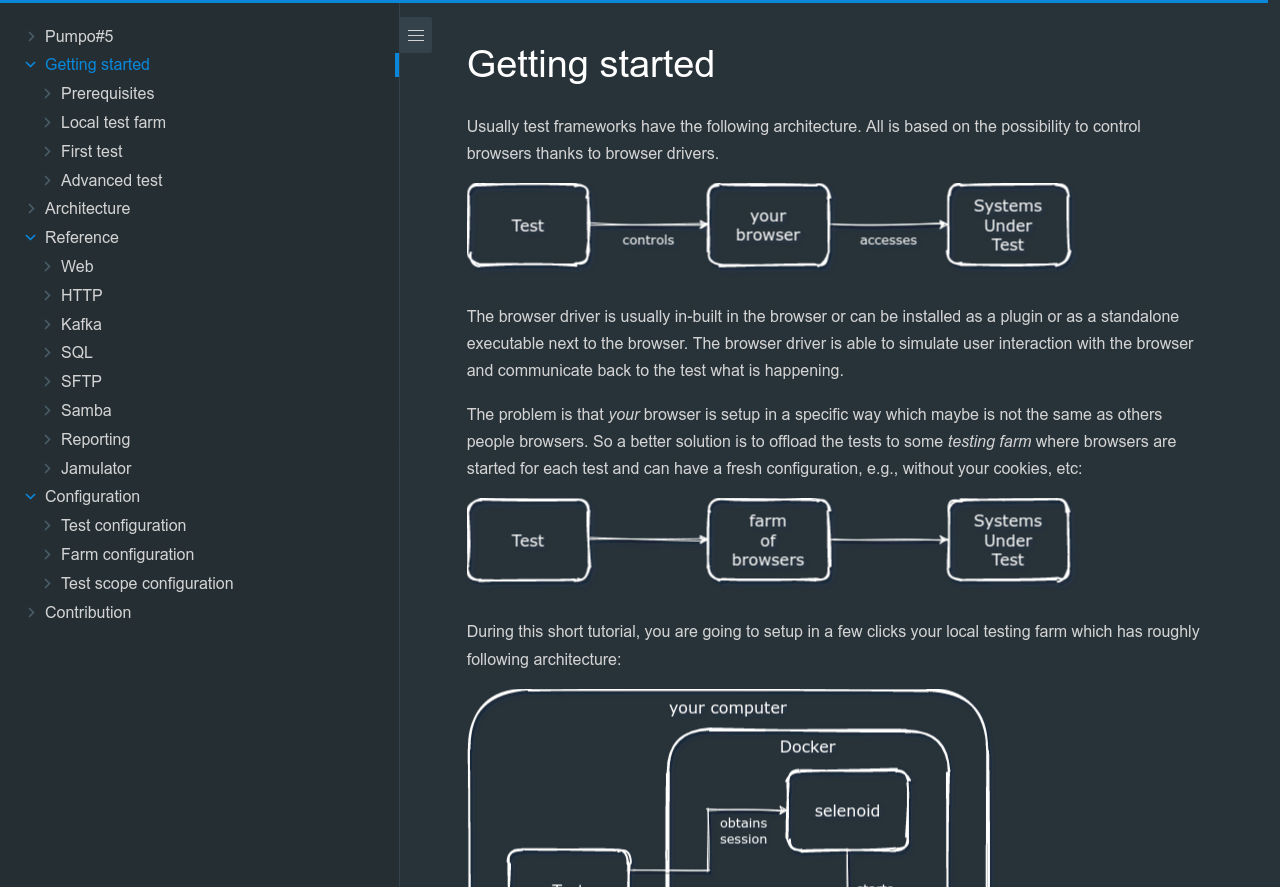 Pumpo#5
Getting started
Prerequisites
Local test farm
First test
Advanced test
Architecture
Reference
Web
HTTP
Kafka
SQL
SFTP
Samba
Reporting
Jamulator
Configuration
Test configuration
Farm configuration
Test scope configuration
Contribution
Getting started
Usually test frameworks have the following architecture. All is based on the possibility to control
browsers thanks to browser drivers.
Test
controls
your
browser
accesses
Systems
Under
Test
The browser driver is usually in-built in the browser or can be installed as a plugin or as a standalone
executable next to the browser. The browser driver is able to simulate user interaction with the browser
and communicate back to the test what is happening.
The problem is that your browser is setup in a specific way which maybe is not the same as others
people browsers. So a better solution is to offload the tests to some testing farm where browsers are
started for each test and can have a fresh configuration, e.g., without your cookies, etc:
Test
farm
of
browsers
Systems
Under
Test
During this short tutorial, you are going to setup in a few clicks your local testing farm which has roughly
following architecture:
your computer
Docker
selenoid
obtains
session